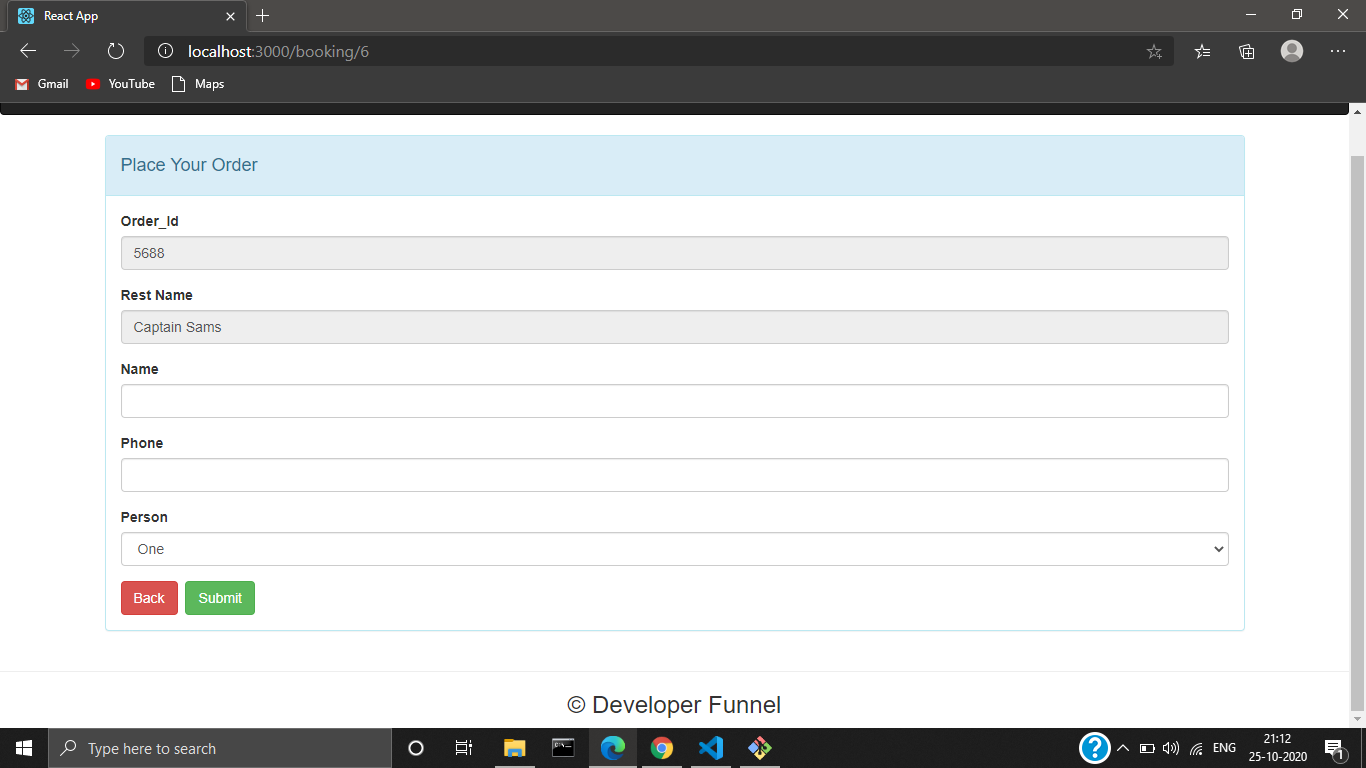 React App
localhost:3000/booking/6
Gmail YouTube Maps
Place Your Order
Order_Id
5688
Rest Name
Captain Sams
Name
Phone
Person
One
Back Submit
© Developer Funnel
Type here to search
ENG
21:12
25-10-2020
1